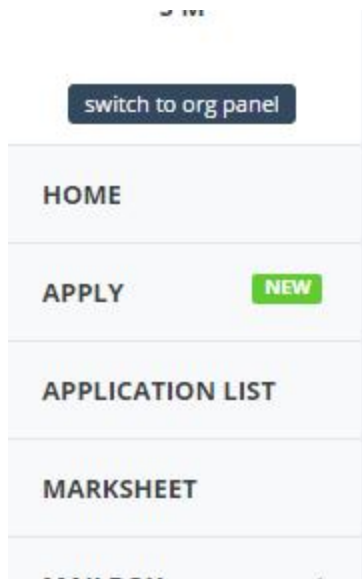 switch to org panel
HOME
APPLY NEW
APPLICATION LIST
MARKSHEET